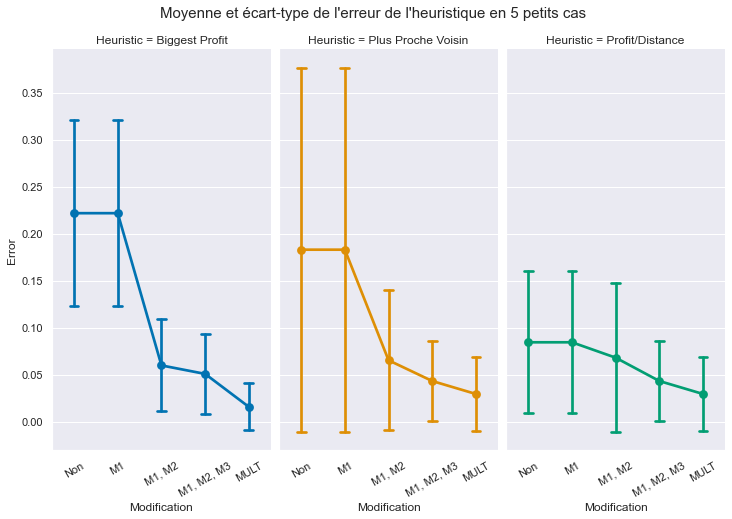 Moyenne et écart-type de l'erreur de l'heuristique en 5 petits cas
Heuristic = Biggest Profit
Heuristic = Plus Proche Voisin
Heuristic = Profit/Distance
Error
0.35
0.30
0.25
0.20
0.15
0.10
0.05
0.00
Non
M1
M1, M2
M1, M2, M3
MULT
Non
M1
M1, M2
M1, M2, M3
MULT
Non
M1
M1, M2
M1, M2, M3
MULT
Modification
Modification
Modification